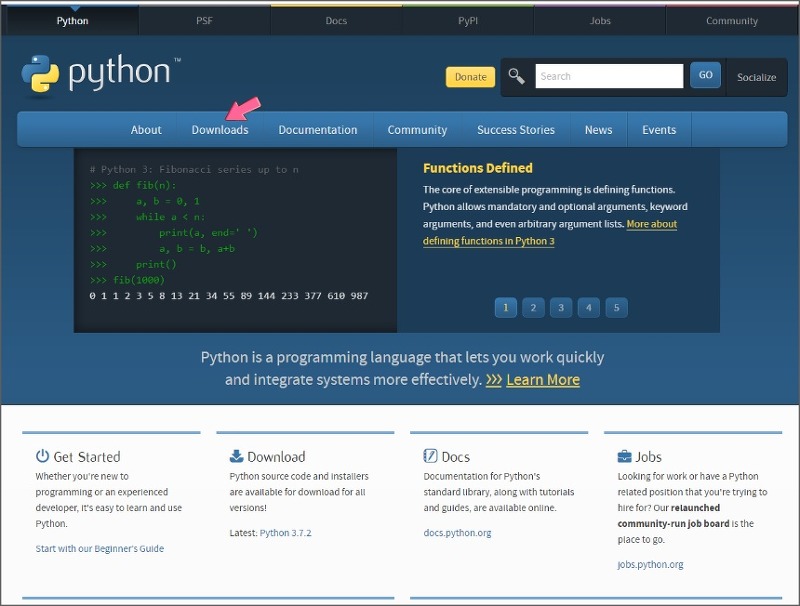 Python PSF Docs PyPI Jobs Community
python™
Donate Search GO Socialize
About Downloads Documentation Community Success Stories News Events
# Python 3: Fibonacci series up to n
>>> def fib(n):
>>>     a, b = 0, 1
>>>     while a < n:
>>>         print(a, end=' ')
>>>         a, b = b, a+b
>>>     print()
>>> fib(1000)
0 1 1 2 3 5 8 13 21 34 55 89 144 233 377 610 987
Functions Defined
The core of extensible programming is defining functions.
Python allows mandatory and optional arguments, keyword
arguments, and even arbitrary argument lists. More about
defining functions in Python 3
1 2 3 4 5
Python is a programming language that lets you work quickly
and integrate systems more effectively. >>> Learn More
Get Started
Whether you're new to
programming or an experienced
developer, it's easy to learn and use
Python.
Start with our Beginner's Guide
Download
Python source code and installers
are available for download for all
versions!
Latest: Python 3.7.2
Docs
Documentation for Python's
standard library, along with tutorials
and guides, are available online.
docs.python.org
Jobs
Looking for work or have a Python
related position that you're trying to
hire for? Our relaunched
community-run job board is the
place to go.
jobs.python.org